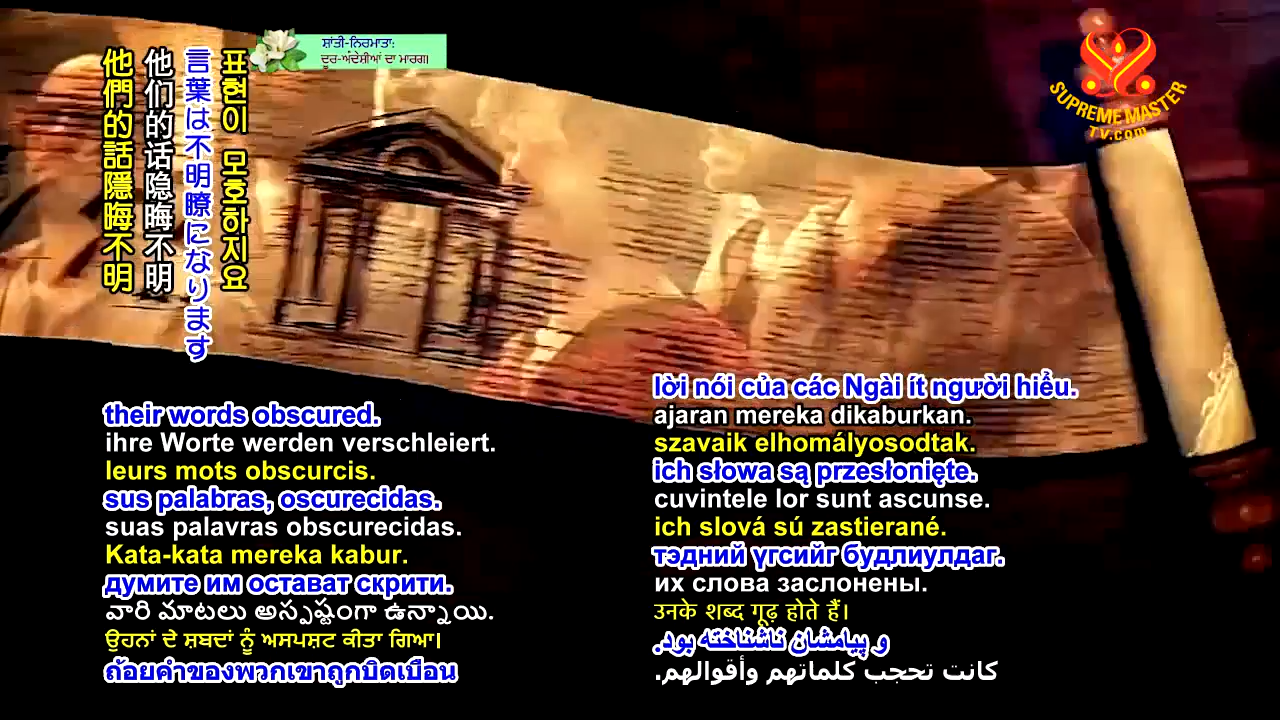 ਸ਼ਾਂਤੀ-ਨਿਰਮਾਤਾ:
ਦੂਰ-ਅੰਦੇਸ਼ੀਆਂ ਦਾ ਮਾਰਗ।
SUPREME MASTER
TV.com
표현이 모호하지요
言葉は不明瞭になります
他们的话隐晦不明
他們的話隱晦不明
their words obscured.
ihre Worte werden verschleiert.
leurs mots obscurcis.
sus palabras, oscurecidas.
suas palavras obscurecidas.
Kata-kata mereka kabur.
думите им остават скрити.
వారి మాటలు అస్పష్టంగా ఉన్నాయి.
ਉਹਨਾਂ ਦੇ ਸ਼ਬਦਾਂ ਨੂੰ ਅਸਪਸ਼ਟ ਕੀਤਾ ਗਿਆ।
ถ้อยคำของพวกเขาถูกบิดเบือน
lời nói của các Ngài ít người hiểu.
ajaran mereka dikaburkan.
szavaik elhomályosodtak.
ich słowa są przesłonięte.
cuvintele lor sunt ascunse.
ich slová sú zastierané.
тэдний үгсийг будлиулдаг.
их слова заслонены.
उनके शब्द गूढ़ होते हैं।
و پیامشان ناشناخته بود.
كانت تحجب كلماتهم وأقوالهم.